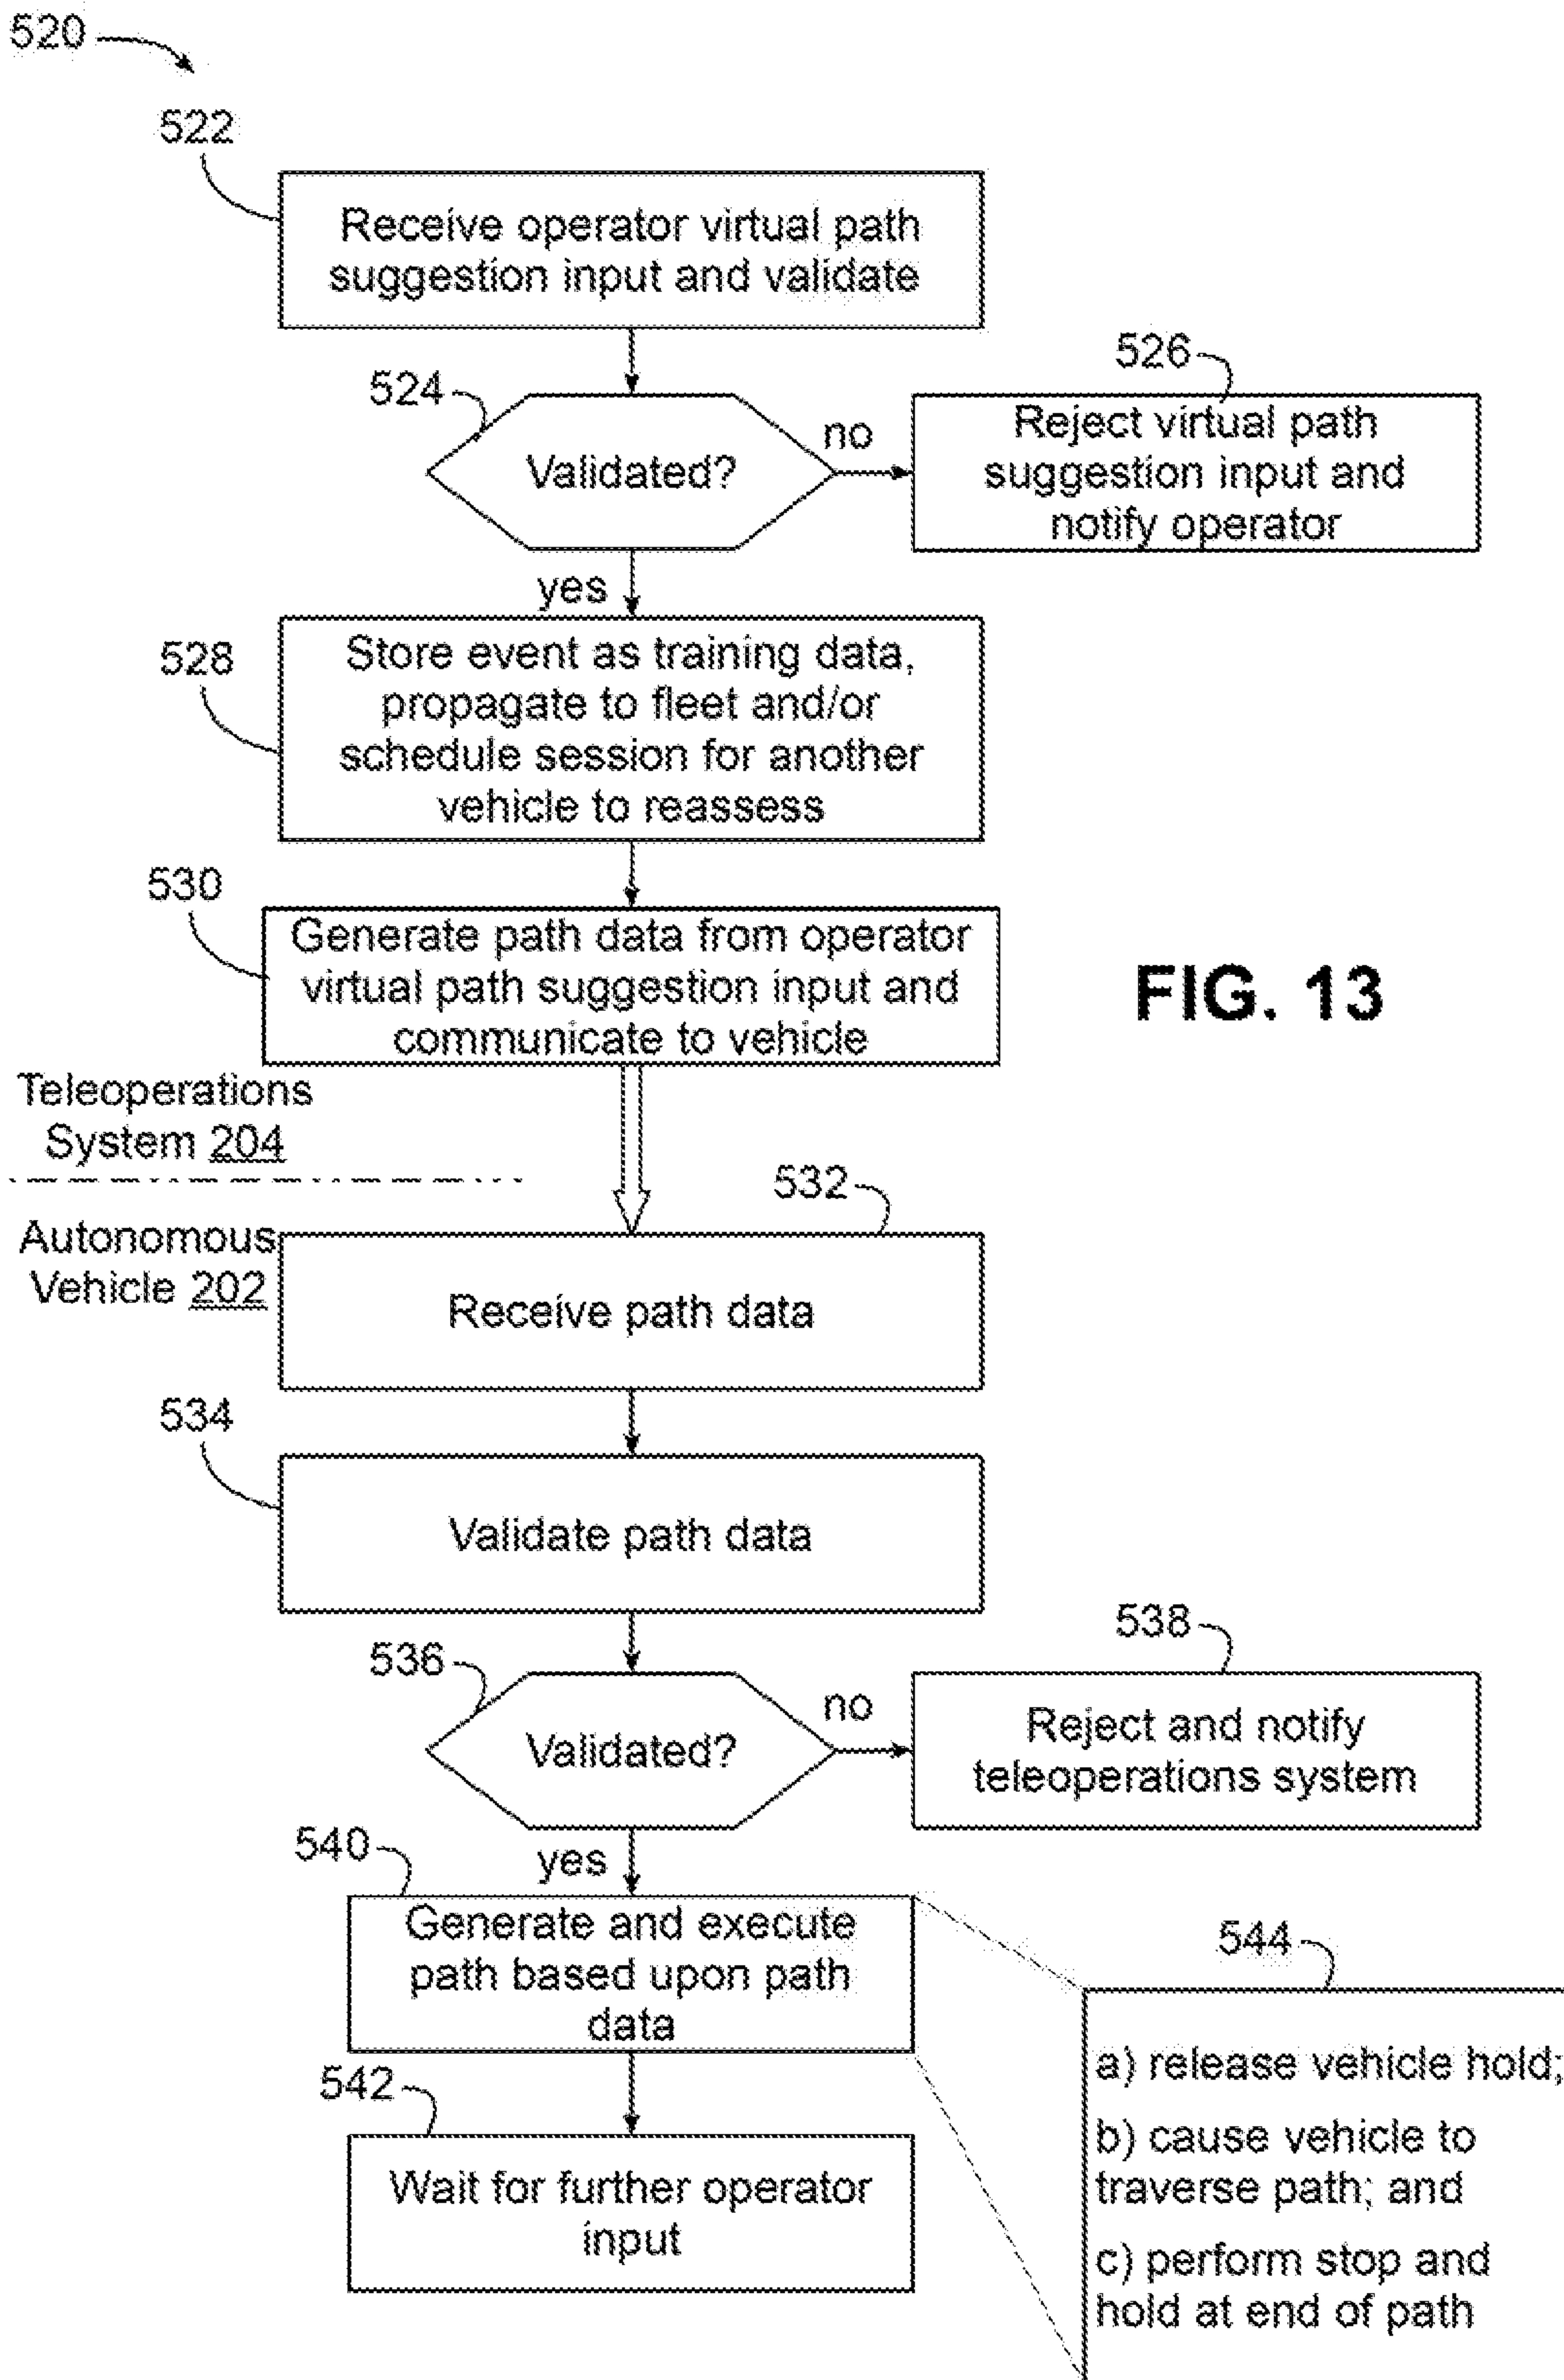 520
522
Receive operator virtual path
suggestion input and validate
524
Validated?
no
526
Reject virtual path
suggestion input and
notify operator
yes
528
Store event as training data,
propagate to fleet and/or
schedule session for another
vehicle to reassess
530
Generate path data from operator
virtual path suggestion input and
communicate to vehicle
FIG. 13
Teleoperations
System 204
Autonomous
Vehicle 202
532
Receive path data
534
Validate path data
536
Validated?
no
538
Reject and notify
teleoperations system
yes
540
Generate and execute
path based upon path
data
544
a) release vehicle hold;
b) cause vehicle to
traverse path; and
c) perform stop and
hold at end of path
542
Wait for further operator
input